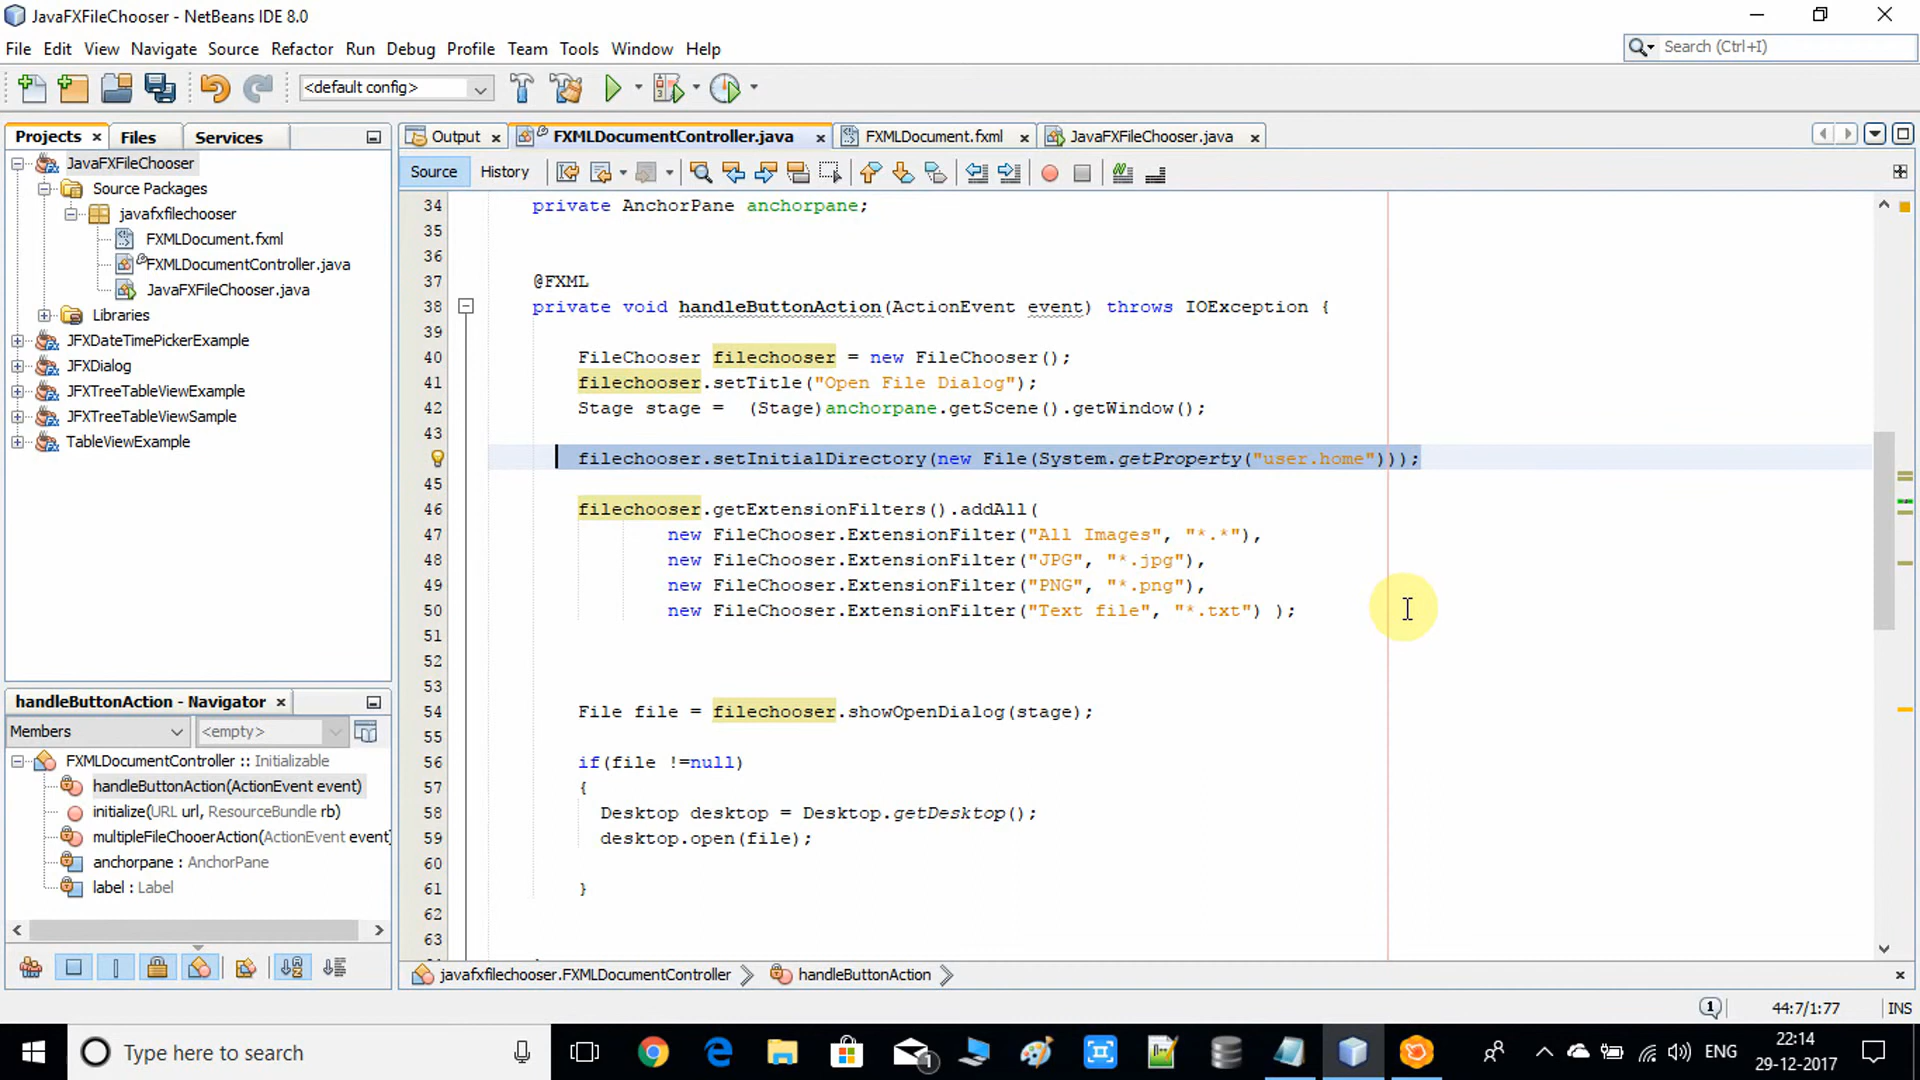 JavaFXFileChooser - NetBeans IDE 8.0
File Edit View Navigate Source Refactor Run Debug Profile Team Tools Window Help
Search (Ctrl+I)
<default config>
Projects Files Services
Output FXMLDocumentController.java FXMLDocument.fxml JavaFXFileChooser.java
Source History
JavaFXFileChooser
Source Packages
javafxfilechooser
FXMLDocument.fxml
FXMLDocumentController.java
JavaFXFileChooser.java
Libraries
JFXDateTimePickerExample
JFXDialog
JFXTreeTableViewExample
JFXTreeTableViewSample
TableViewExample
34 private AnchorPane anchorpane;
35
36
37 @FXML
38 private void handleButtonAction(ActionEvent event) throws IOException {
39
40 FileChooser filechooser = new FileChooser();
41 filechooser.setTitle("Open File Dialog");
42 Stage stage =  (Stage)anchorpane.getScene().getWindow();
43
filechooser.setInitialDirectory(new File(System.getProperty("user.home")));
45
46 filechooser.getExtensionFilters().addAll(
47 new FileChooser.ExtensionFilter("All Images", "*.*"),
48 new FileChooser.ExtensionFilter("JPG", "*.jpg"),
49 new FileChooser.ExtensionFilter("PNG", "*.png"),
50 new FileChooser.ExtensionFilter("Text file", "*.txt") );
51
52
53
54 File file = filechooser.showOpenDialog(stage);
55
56 if(file !=null)
57 {
58 Desktop desktop = Desktop.getDesktop();
59 desktop.open(file);
60
61 }
62
63
handleButtonAction - Navigator
Members <empty>
FXMLDocumentController :: Initializable
handleButtonAction(ActionEvent event)
initialize(URL url, ResourceBundle rb)
multipleFileChooerAction(ActionEvent event)
anchorpane : AnchorPane
label : Label
javafxfilechooser.FXMLDocumentController handleButtonAction
1 44:7/1:77 INS
Type here to search
1
ENG
22:14
29-12-2017